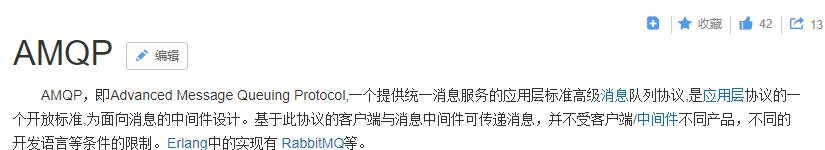 收藏 42 13
AMQP 编辑
AMQP，即Advanced Message Queuing Protocol,一个提供统一消息服务的应用层标准高级消息队列协议,是应用层协议的一
个开放标准,为面向消息的中间件设计。基于此协议的客户端与消息中间件可传递消息，并不受客户端/中间件不同产品，不同的
开发语言等条件的限制。Erlang中的实现有 RabbitMQ等。